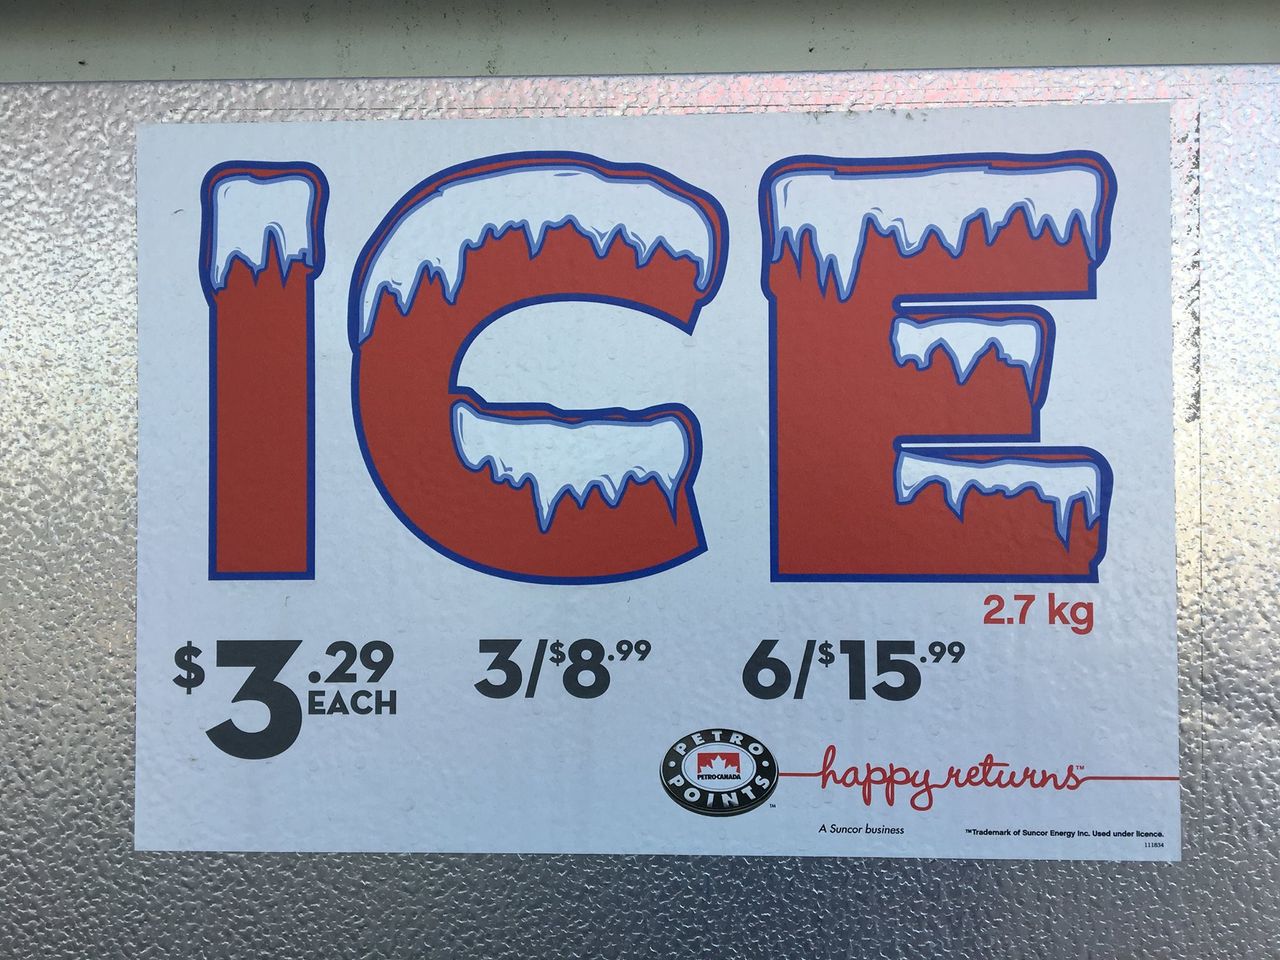 ICE
2.7 kg
$3.29 EACH
3/$8.99
6/$15.99
PETRO POINTS
PETRO-CANADA
™
happy returns™
A Suncor business
™Trademark of Suncor Energy Inc. Used under licence.
111834